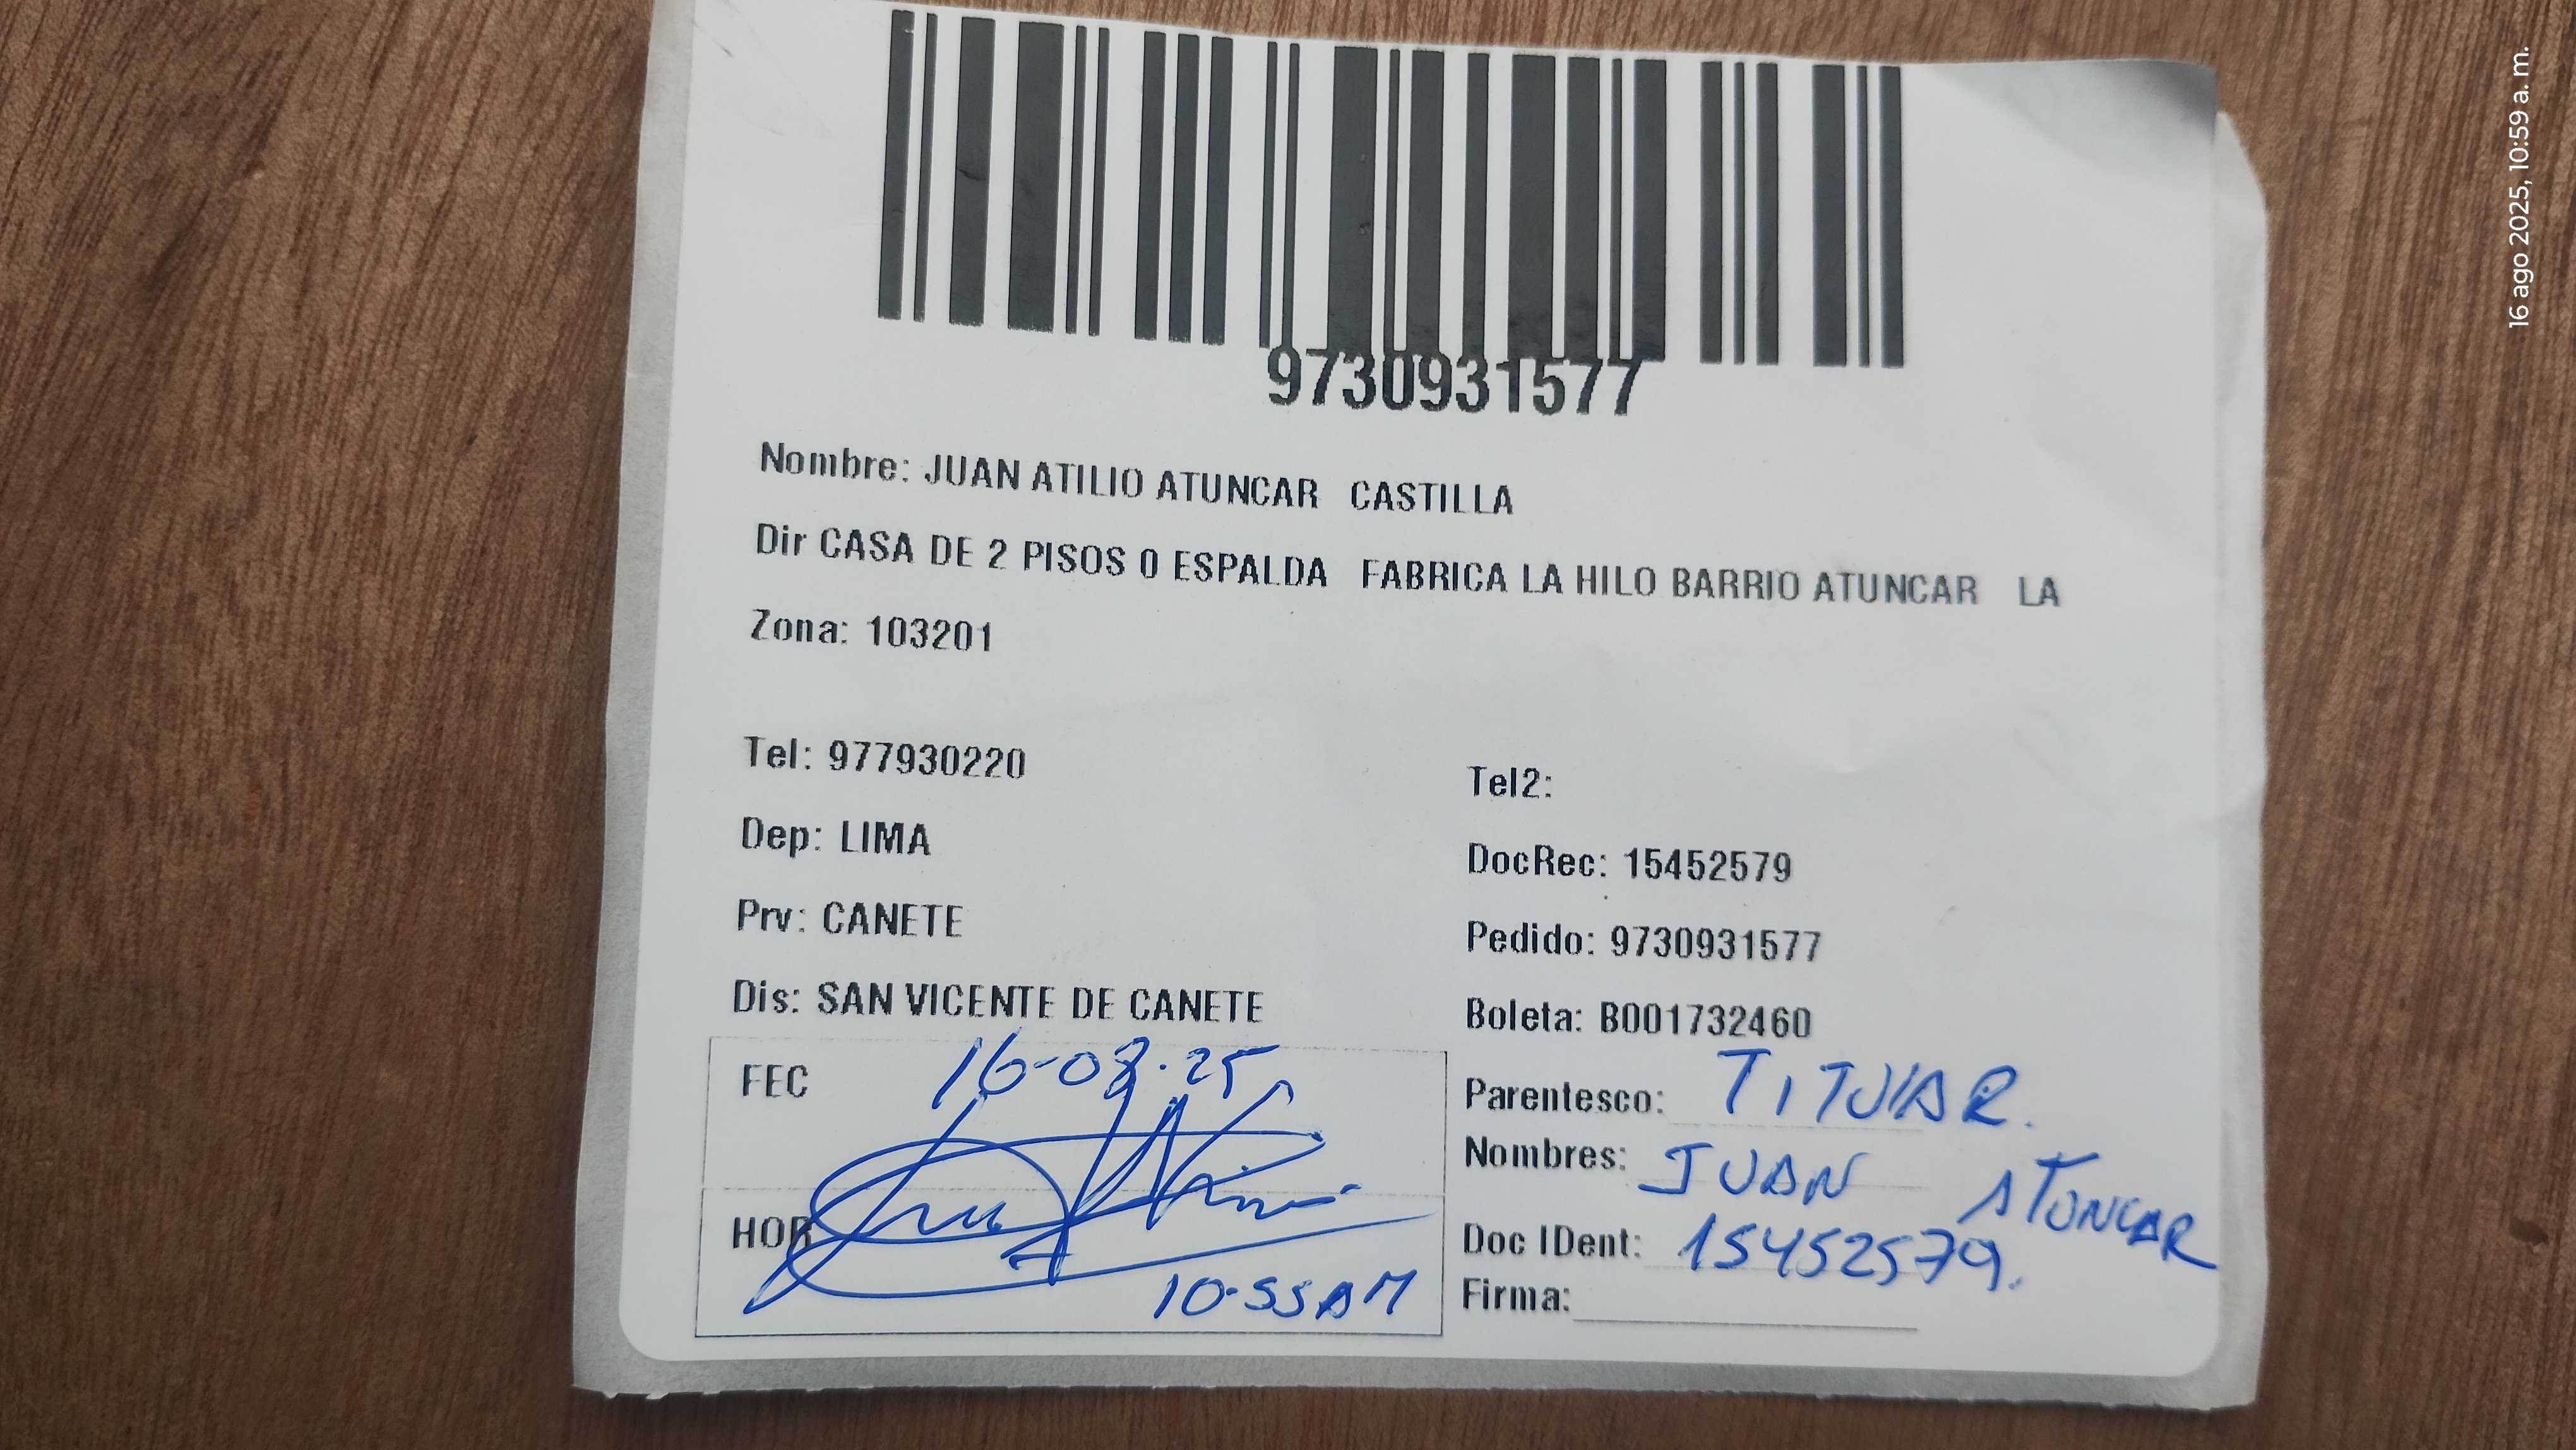 9730931577
Nombre: JUAN ATILIO ATUNCAR CASTILLA
Dir CASA DE 2 PISOS 0 ESPALDA FABRICA LA HILO BARRIO ATUNCAR LA
Zona: 103201
Tel: 977930220
Tel2:
Dep: LIMA
DocRec: 15452579
Prv: CANETE
Pedido: 9730931577
Dis: SAN VICENTE DE CANETE
Boleta: B001732460
FEC 16-08-25
Parentesco: TITULAR.
Nombres: JUAN ATUNCAR
HOR 10-55AM
Doc IDent: 15452579.
Firma:
16 ago 2025, 10:59 a. m.